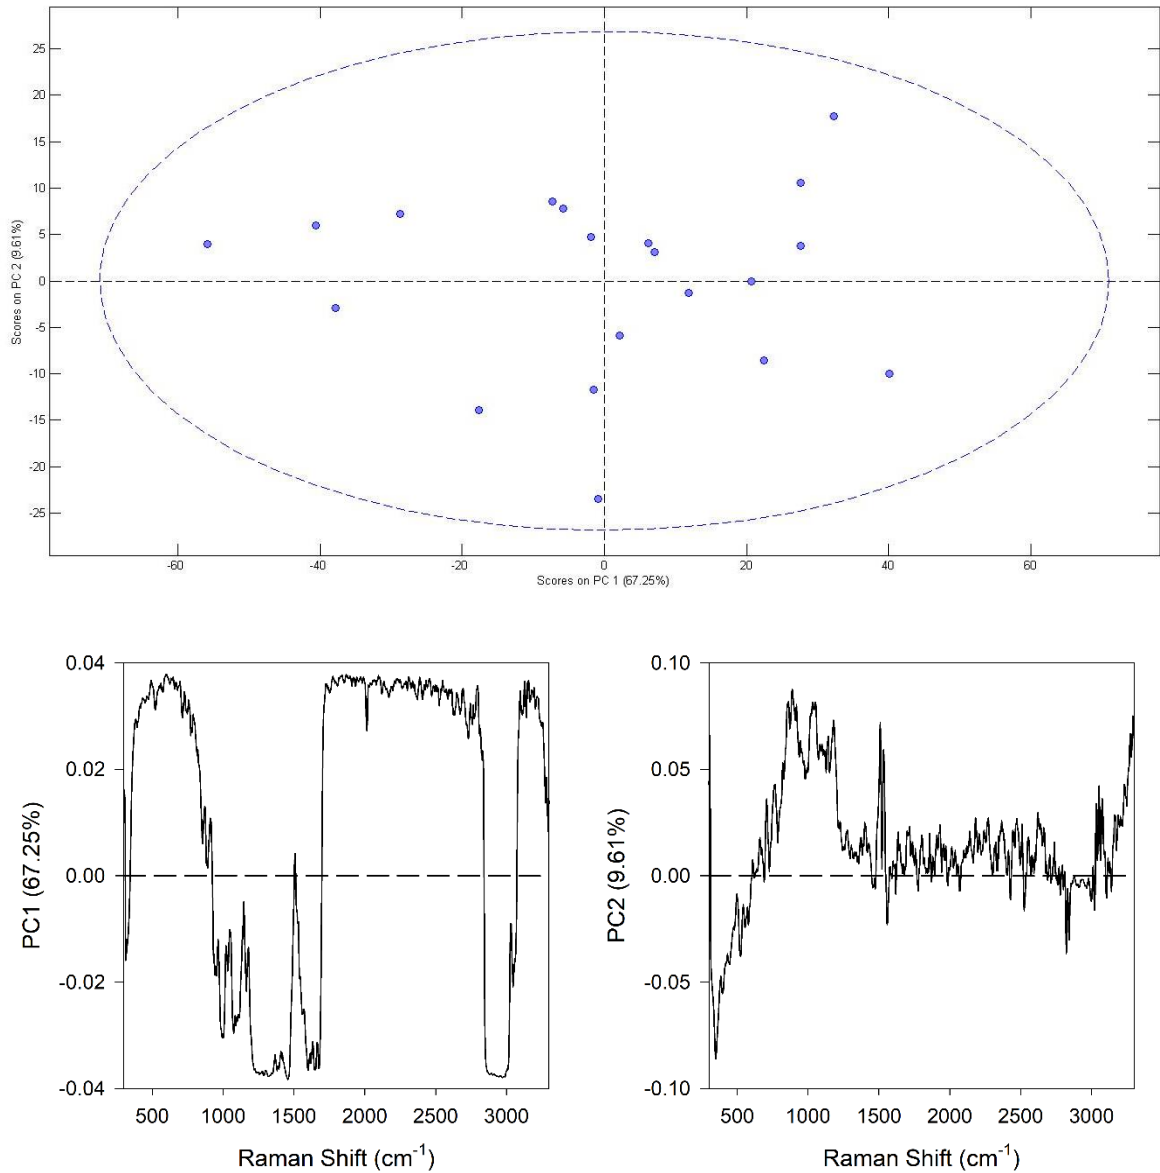 25
20
15
10
5
0
-5
-10
-15
-20
-25
Scores on PC 2 (9.61%)
-60 -40 -20 0 20 40 60
Scores on PC 1 (67.25%)
0.04
0.02
0.00
-0.02
-0.04
PC1 (67.25%)
500 1000 1500 2000 2500 3000
Raman Shift (cm⁻¹)
0.10
0.05
0.00
-0.05
-0.10
PC2 (9.61%)
500 1000 1500 2000 2500 3000
Raman Shift (cm⁻¹)